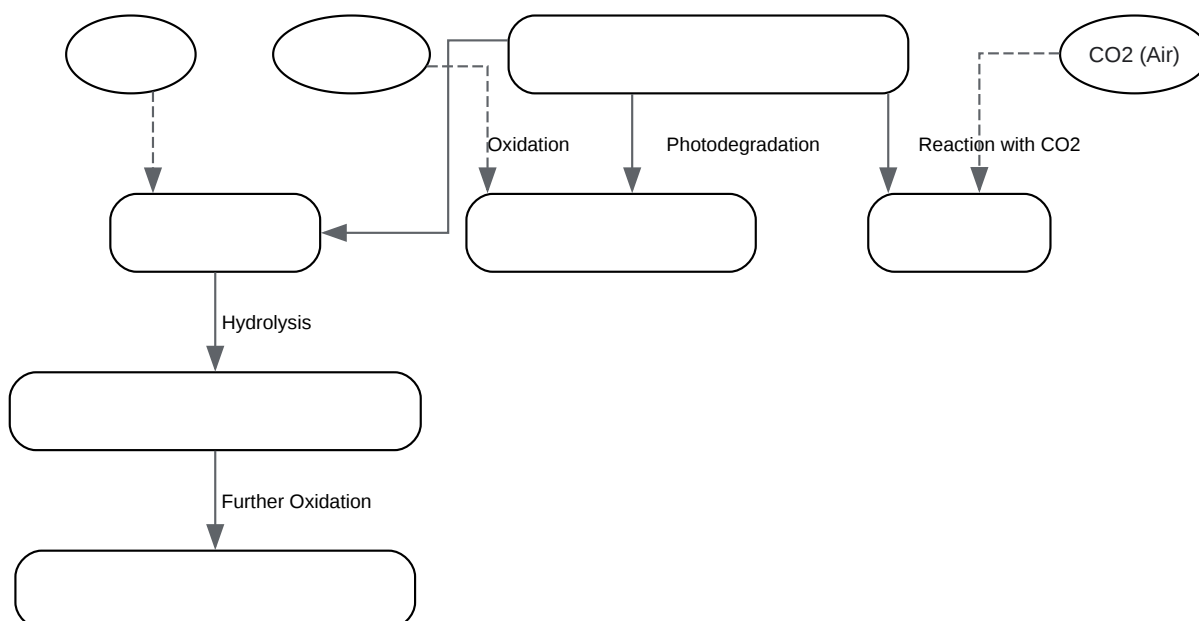 CO2 (Air)
Oxidation
Photodegradation
Reaction with CO2
Hydrolysis
Further Oxidation